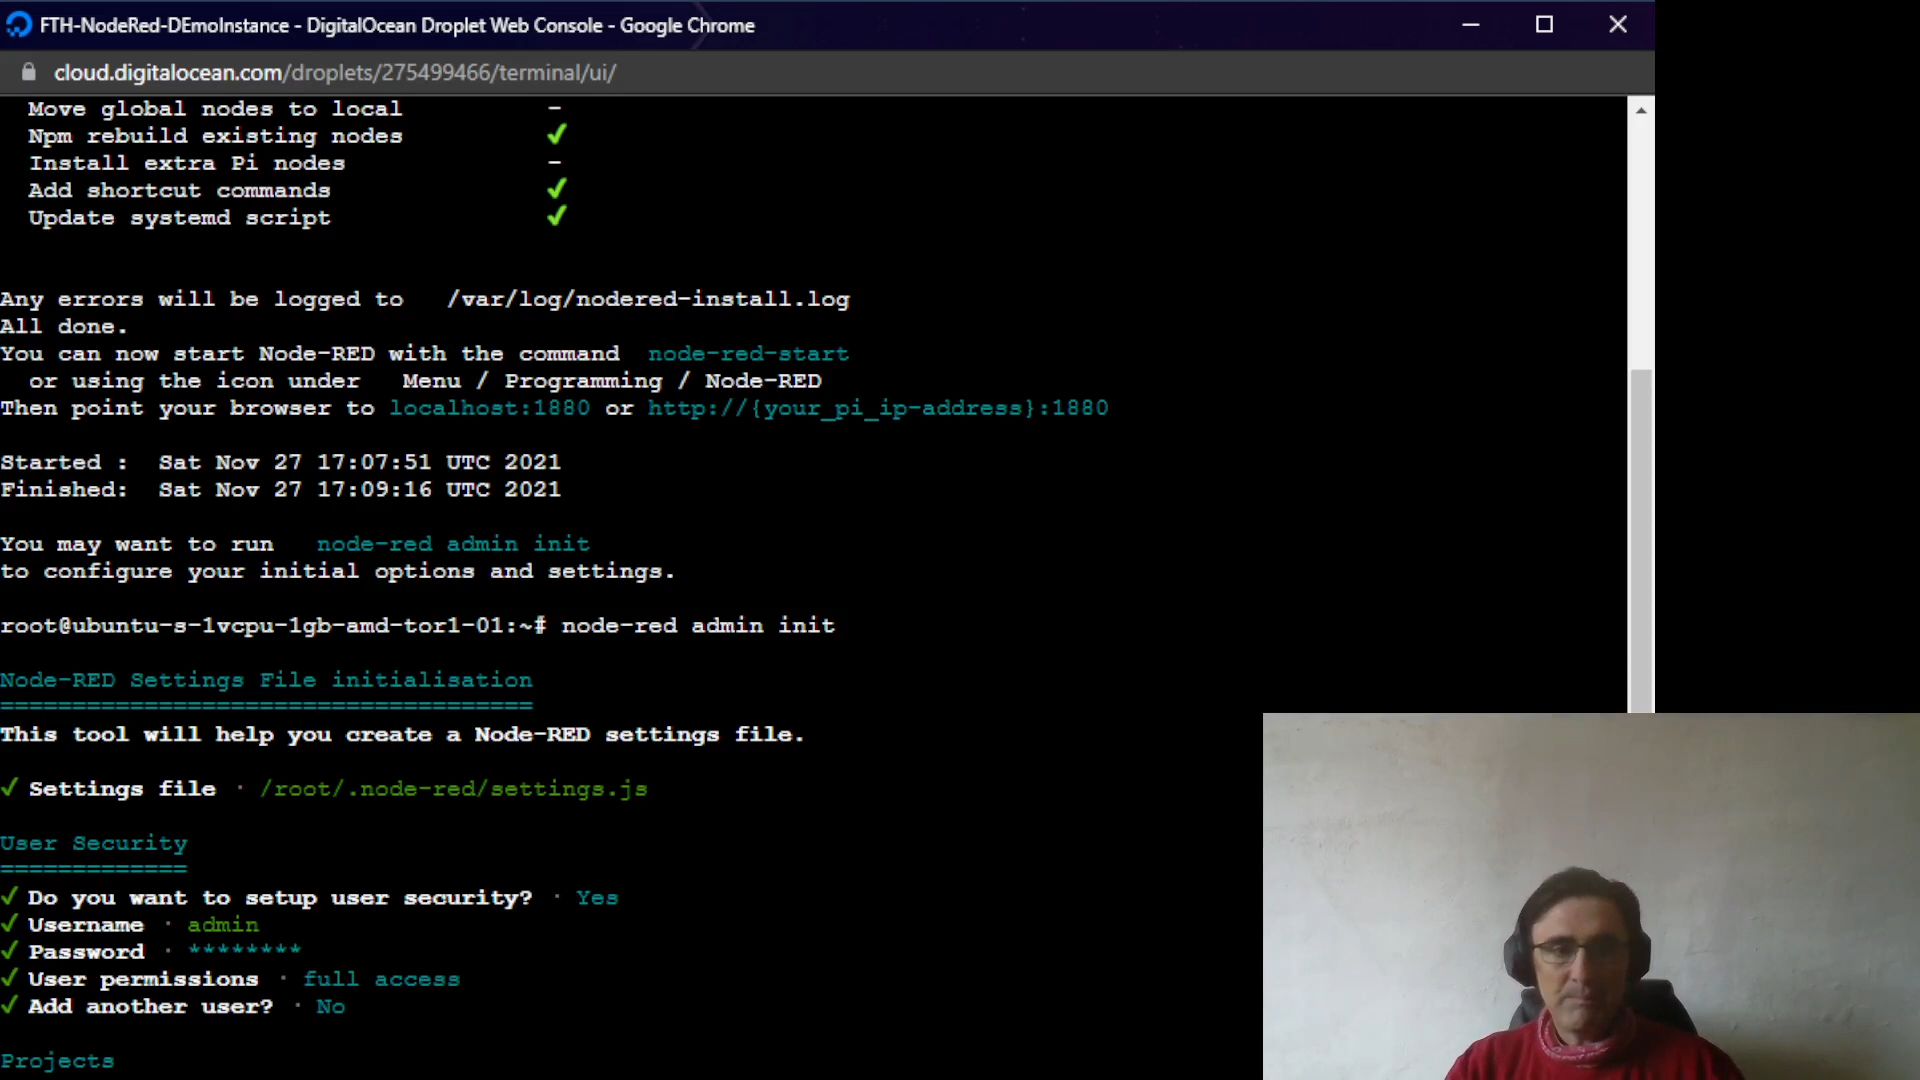 FTH-NodeRed-DEmoInstance - DigitalOcean Droplet Web Console - Google Chrome
cloud.digitalocean.com/droplets/275499466/terminal/ui/
Move global nodes to local -
Npm rebuild existing nodes ✔
Install extra Pi nodes -
Add shortcut commands ✔
Update systemd script ✔
Any errors will be logged to /var/log/nodered-install.log
All done.
You can now start Node-RED with the command node-red-start
or using the icon under Menu / Programming / Node-RED
Then point your browser to localhost:1880 or http://{your_pi_ip-address}:1880
Started : Sat Nov 27 17:07:51 UTC 2021
Finished: Sat Nov 27 17:09:16 UTC 2021
You may want to run node-red admin init
to configure your initial options and settings.
root@ubuntu-s-1vcpu-1gb-amd-tor1-01:~# node-red admin init
Node-RED Settings File initialisation
=====================================
This tool will help you create a Node-RED settings file.
✔ Settings file · /root/.node-red/settings.js
User Security
=============
✔ Do you want to setup user security? · Yes
✔ Username · admin
✔ Password · ********
✔ User permissions · full access
✔ Add another user? · No
Projects